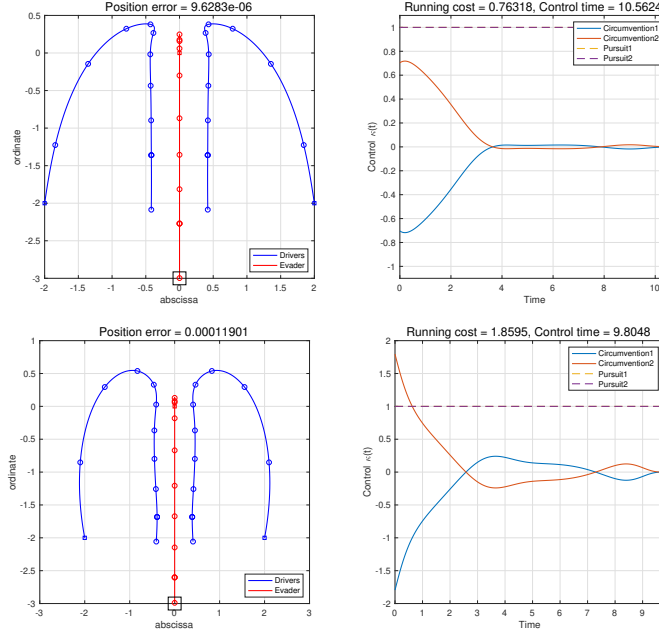 Position error = 9.6283e-06
0.5
0
-0.5
-1
-1.5
-2
-2.5
-3
ordinate
-2 -1.5 -1 -0.5 0 0.5 1 1.5 2
abscissa
Drivers
Evader
Running cost = 0.76318, Control time = 10.5624
1
0.8
0.6
0.4
0.2
0
-0.2
-0.4
-0.6
-0.8
-1
Control κ(t)
0 2 4 6 8 10
Time
Circumvention1
Circumvention2
Pursuit1
Pursuit2
Position error = 0.00011901
1
0.5
0
-0.5
-1
-1.5
-2
-2.5
-3
ordinate
-3 -2 -1 0 1 2 3
abscissa
Drivers
Evader
Running cost = 1.8595, Control time = 9.8048
2
1.5
1
0.5
0
-0.5
-1
-1.5
-2
Control κ(t)
0 1 2 3 4 5 6 7 8 9
Time
Circumvention1
Circumvention2
Pursuit1
Pursuit2